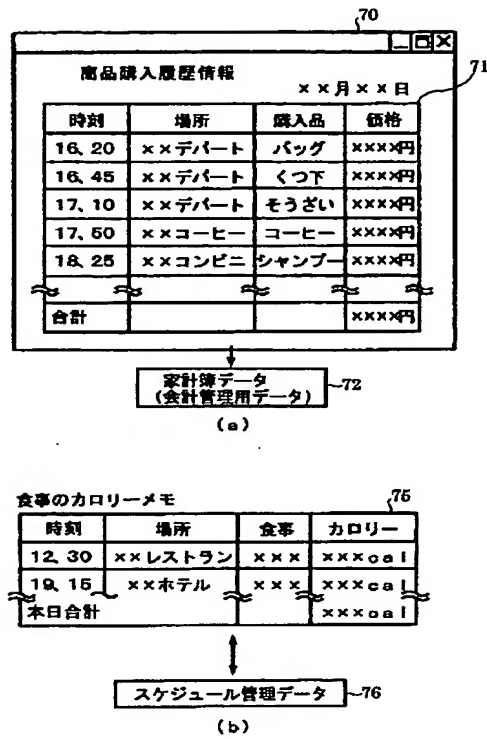 70
商品購入履歴情報
71
××月××日
時刻 場所 購入品 価格
16、20 ××デパート バッグ ××××円
16、45 ××デパート くつ下 ××××円
17、10 ××デパート そうざい ××××円
17、50 ××コーヒー コーヒー ××××円
18、25 ××コンビニ シャンプー ××××円
合計 ××××円
家計簿データ
(会計管理用データ)
72
(a)
食事のカロリーメモ
75
時刻 場所 食事 カロリー
12、30 ××レストラン ××× ×××cal
19、15 ××ホテル ××× ×××cal
本日合計 ×××cal
スケジュール管理データ
76
(b)